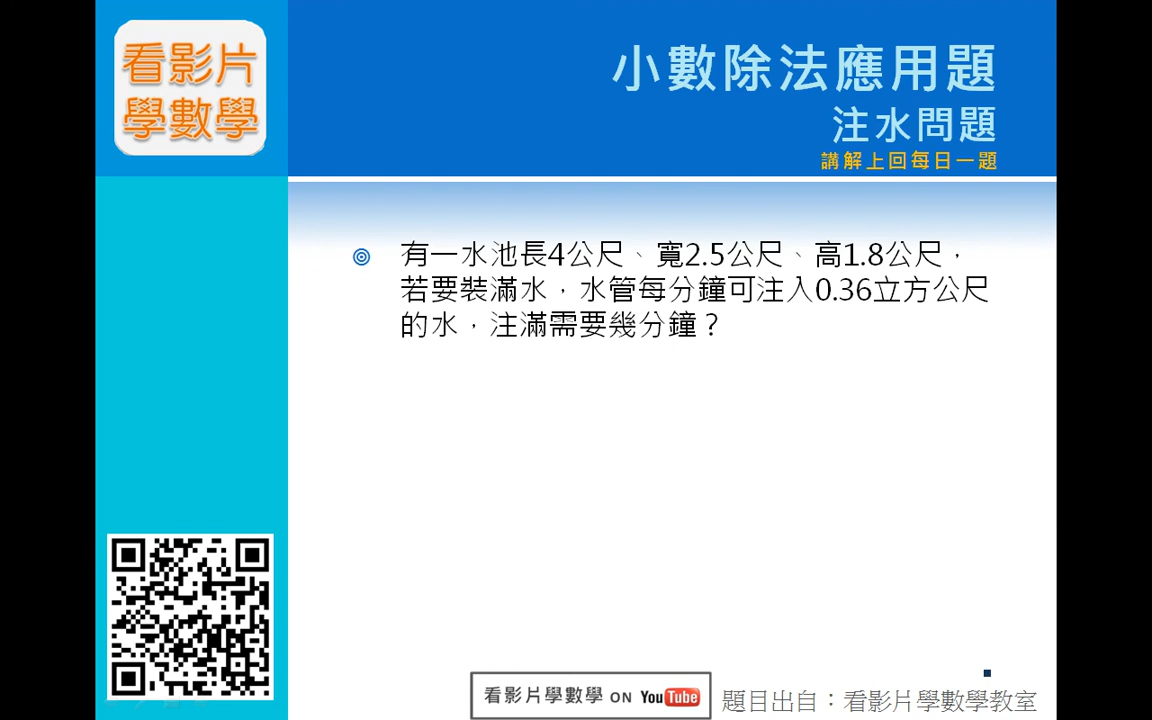 看影片
學數學
小數除法應用題
注水問題
講解上回每日一題
有一水池長4公尺、寬2.5公尺、高1.8公尺，
若要裝滿水，水管每分鐘可注入0.36立方公尺
的水，注滿需要幾分鐘？
看影片學數學 ON YouTube
題目出自：看影片學數學教室